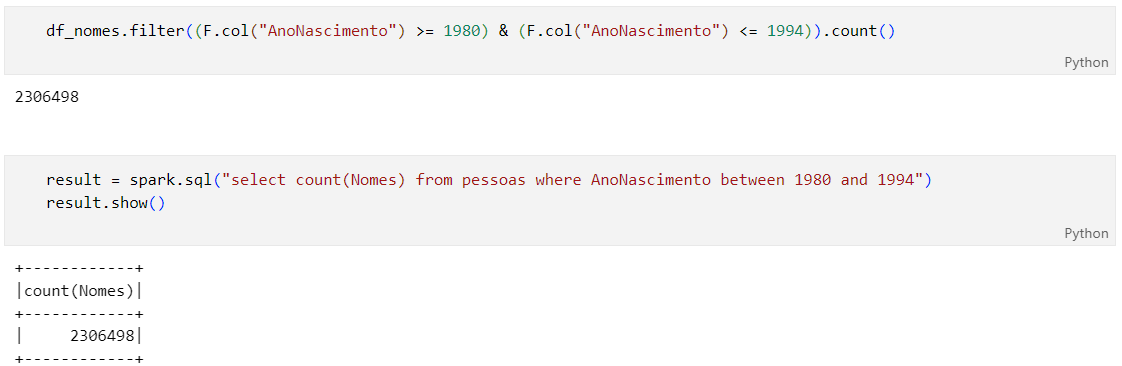 df_nomes.filter((F.col("AnoNascimento") >= 1980) & (F.col("AnoNascimento") <= 1994)).count()
Python
2306498
result = spark.sql("select count(Nomes) from pessoas where AnoNascimento between 1980 and 1994")
result.show()
Python
+------------+
|count(Nomes)|
+------------+
|     2306498|
+------------+